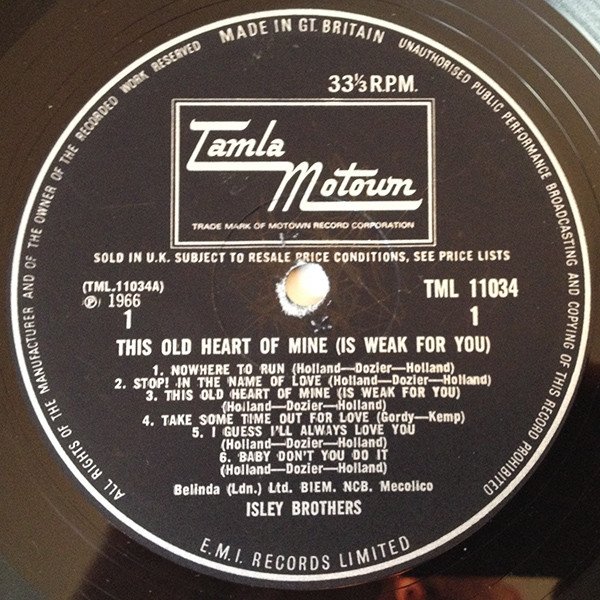 MADE IN GT. BRITAIN
UNAUTHORISED PUBLIC PERFORMANCE BROADCASTING AND COPYING OF THIS RECORD PROHIBITED
ALL RIGHTS OF THE MANUFACTURER AND OF THE OWNER OF THE RECORDED WORK RESERVED
33⅓ R.P.M.
Tamla
Motown
TRADE MARK OF MOTOWN RECORD CORPORATION
SOLD IN U.K. SUBJECT TO RESALE PRICE CONDITIONS, SEE PRICE LISTS
(TML.11034A)
℗ 1966
1
TML 11034
1
THIS OLD HEART OF MINE (IS WEAK FOR YOU)
1. NOWHERE TO RUN (Holland—Dozier—Holland)
2. STOP! IN THE NAME OF LOVE (Holland—Dozier—Holland)
3. THIS OLD HEART OF MINE (IS WEAK FOR YOU)
(Holland—Dozier—Holland)
4. TAKE SOME TIME OUT FOR LOVE (Gordy—Kemp)
5. I GUESS I'LL ALWAYS LOVE YOU
(Holland—Dozier—Holland)
6. BABY DON'T YOU DO IT
(Holland—Dozier—Holland)
Belinda (Ldn.) Ltd. BIEM. NCB. Mecolico
ISLEY BROTHERS
E.M.I. RECORDS LIMITED